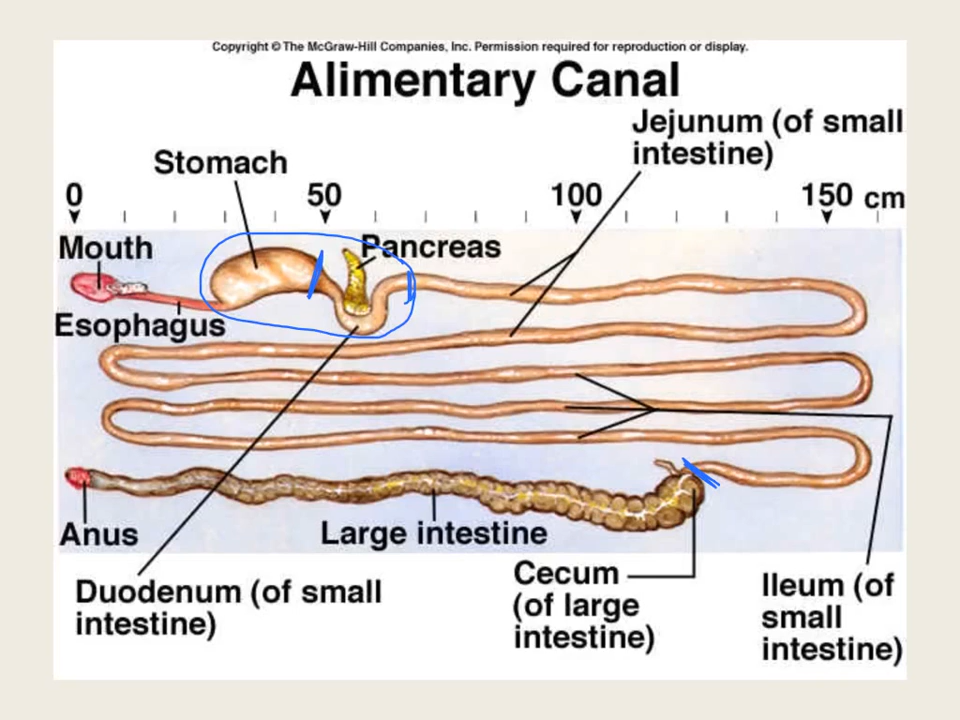 Copyright © The McGraw-Hill Companies, Inc. Permission required for reproduction or display.
Alimentary Canal
Jejunum (of small
intestine)
Stomach
0 50 100 150 cm
Mouth
Pancreas
Esophagus
Anus
Large intestine
Duodenum (of small
intestine)
Cecum
(of large
intestine)
Ileum (of
small
intestine)